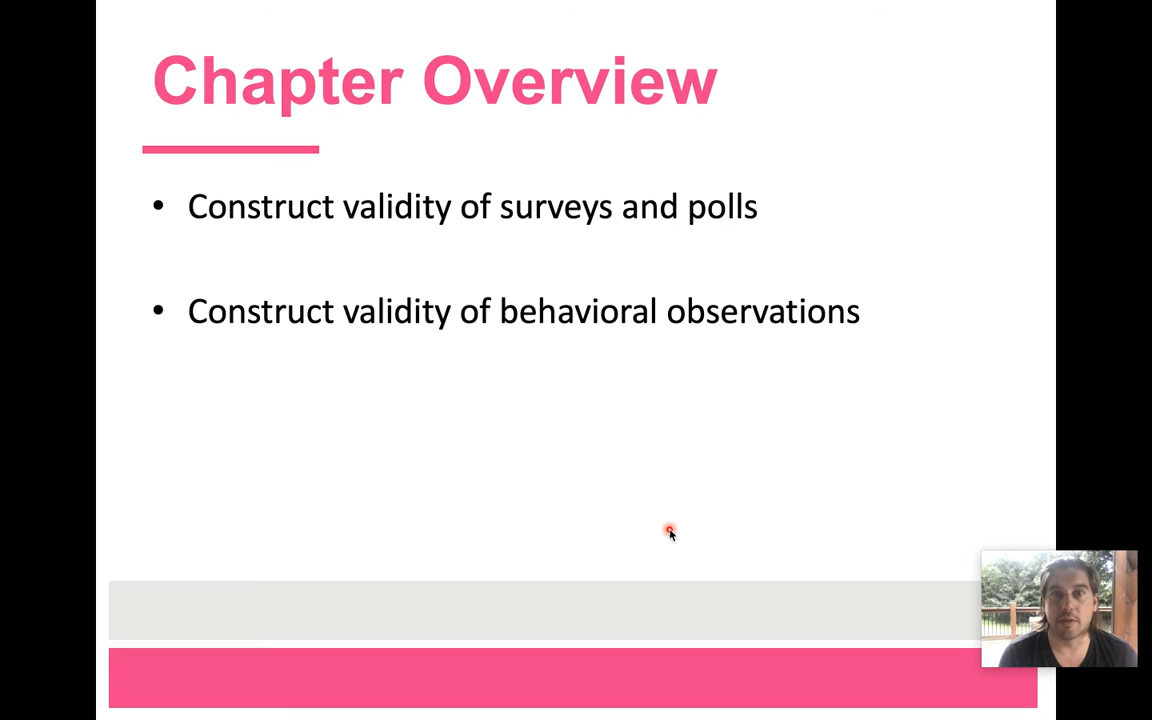 Chapter Overview
• Construct validity of surveys and polls
• Construct validity of behavioral observations